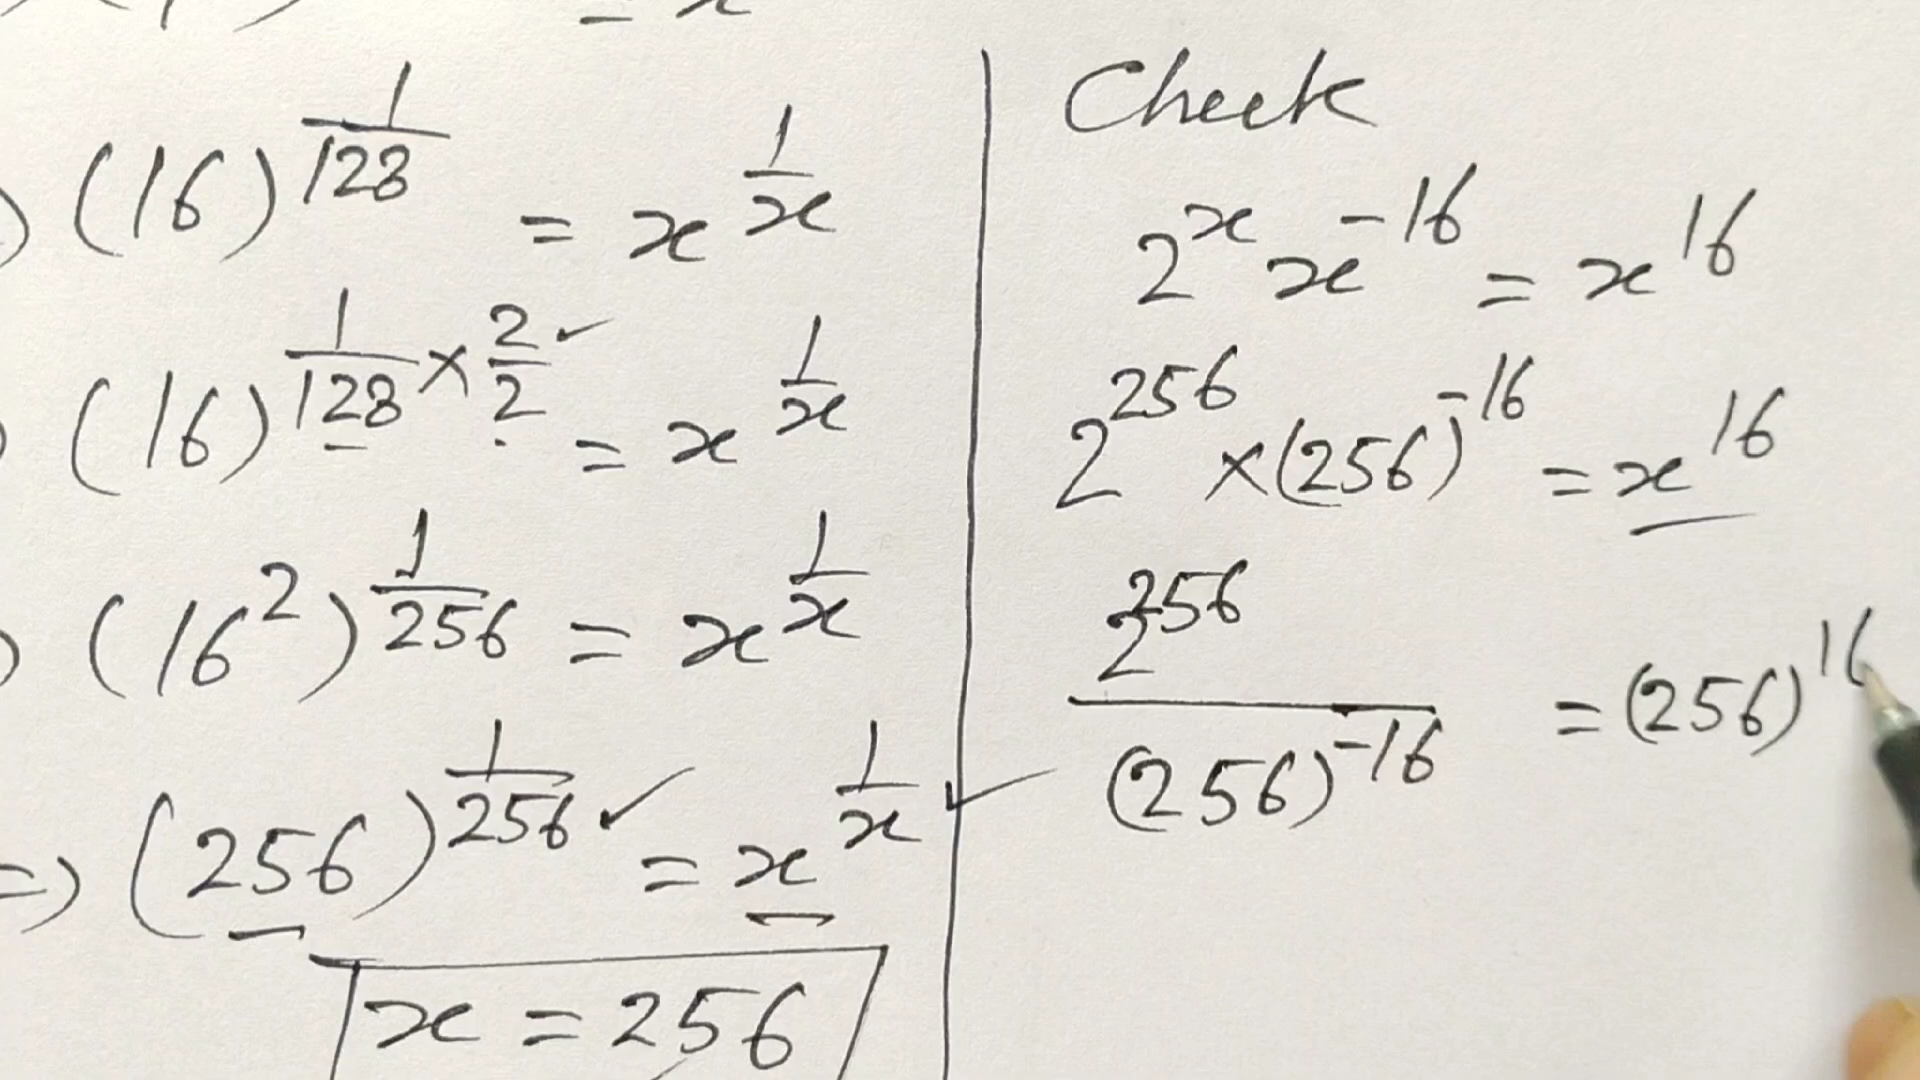 (16)^(1/128) = x^(1/x)
(16)^(1/128 × 2/2) ✓ = x^(1/x)
(16²)^(1/256) = x^(1/x)
=> (256)^(1/256) ✓ = x^(1/x) ✓
x = 256
Check
2^x x^-16 = x^16
2^256 × (256)^-16 = x^16
2^256 / (256)^-16 = (256)^16